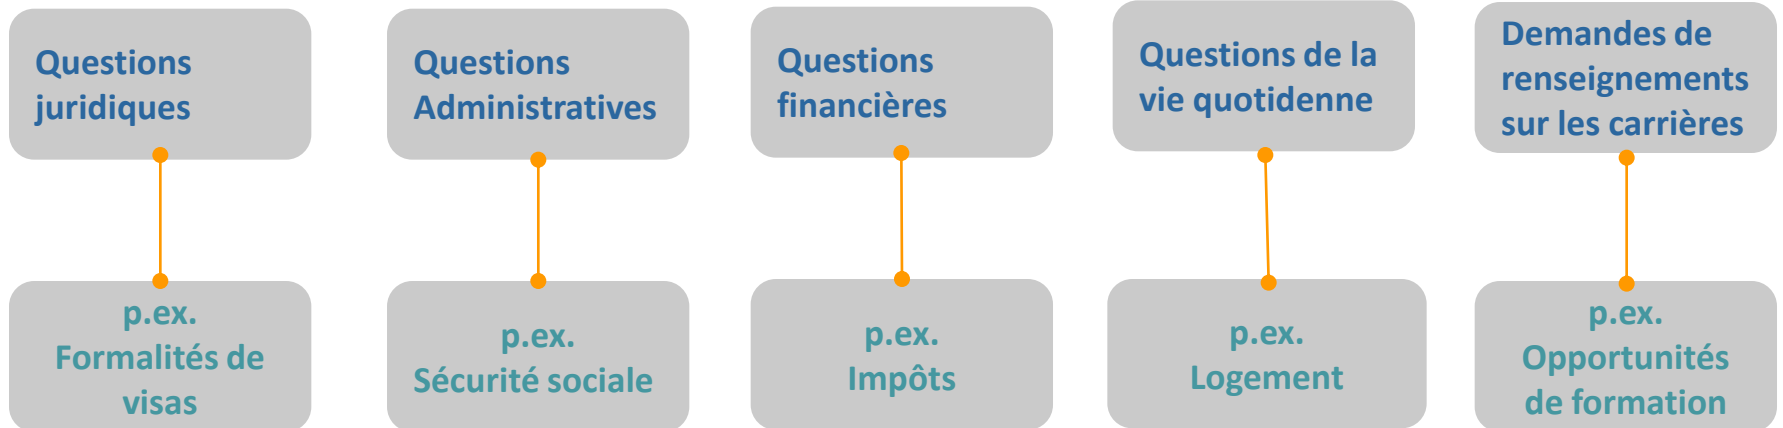 Questions
juridiques
Questions
Administratives
Questions
financières
Questions de la
vie quotidenne
Demandes de
renseignements
sur les carrières
p.ex.
Formalités de
visas
p.ex.
Sécurité sociale
p.ex.
Impôts
p.ex.
Logement
p.ex.
Opportunités
de formation